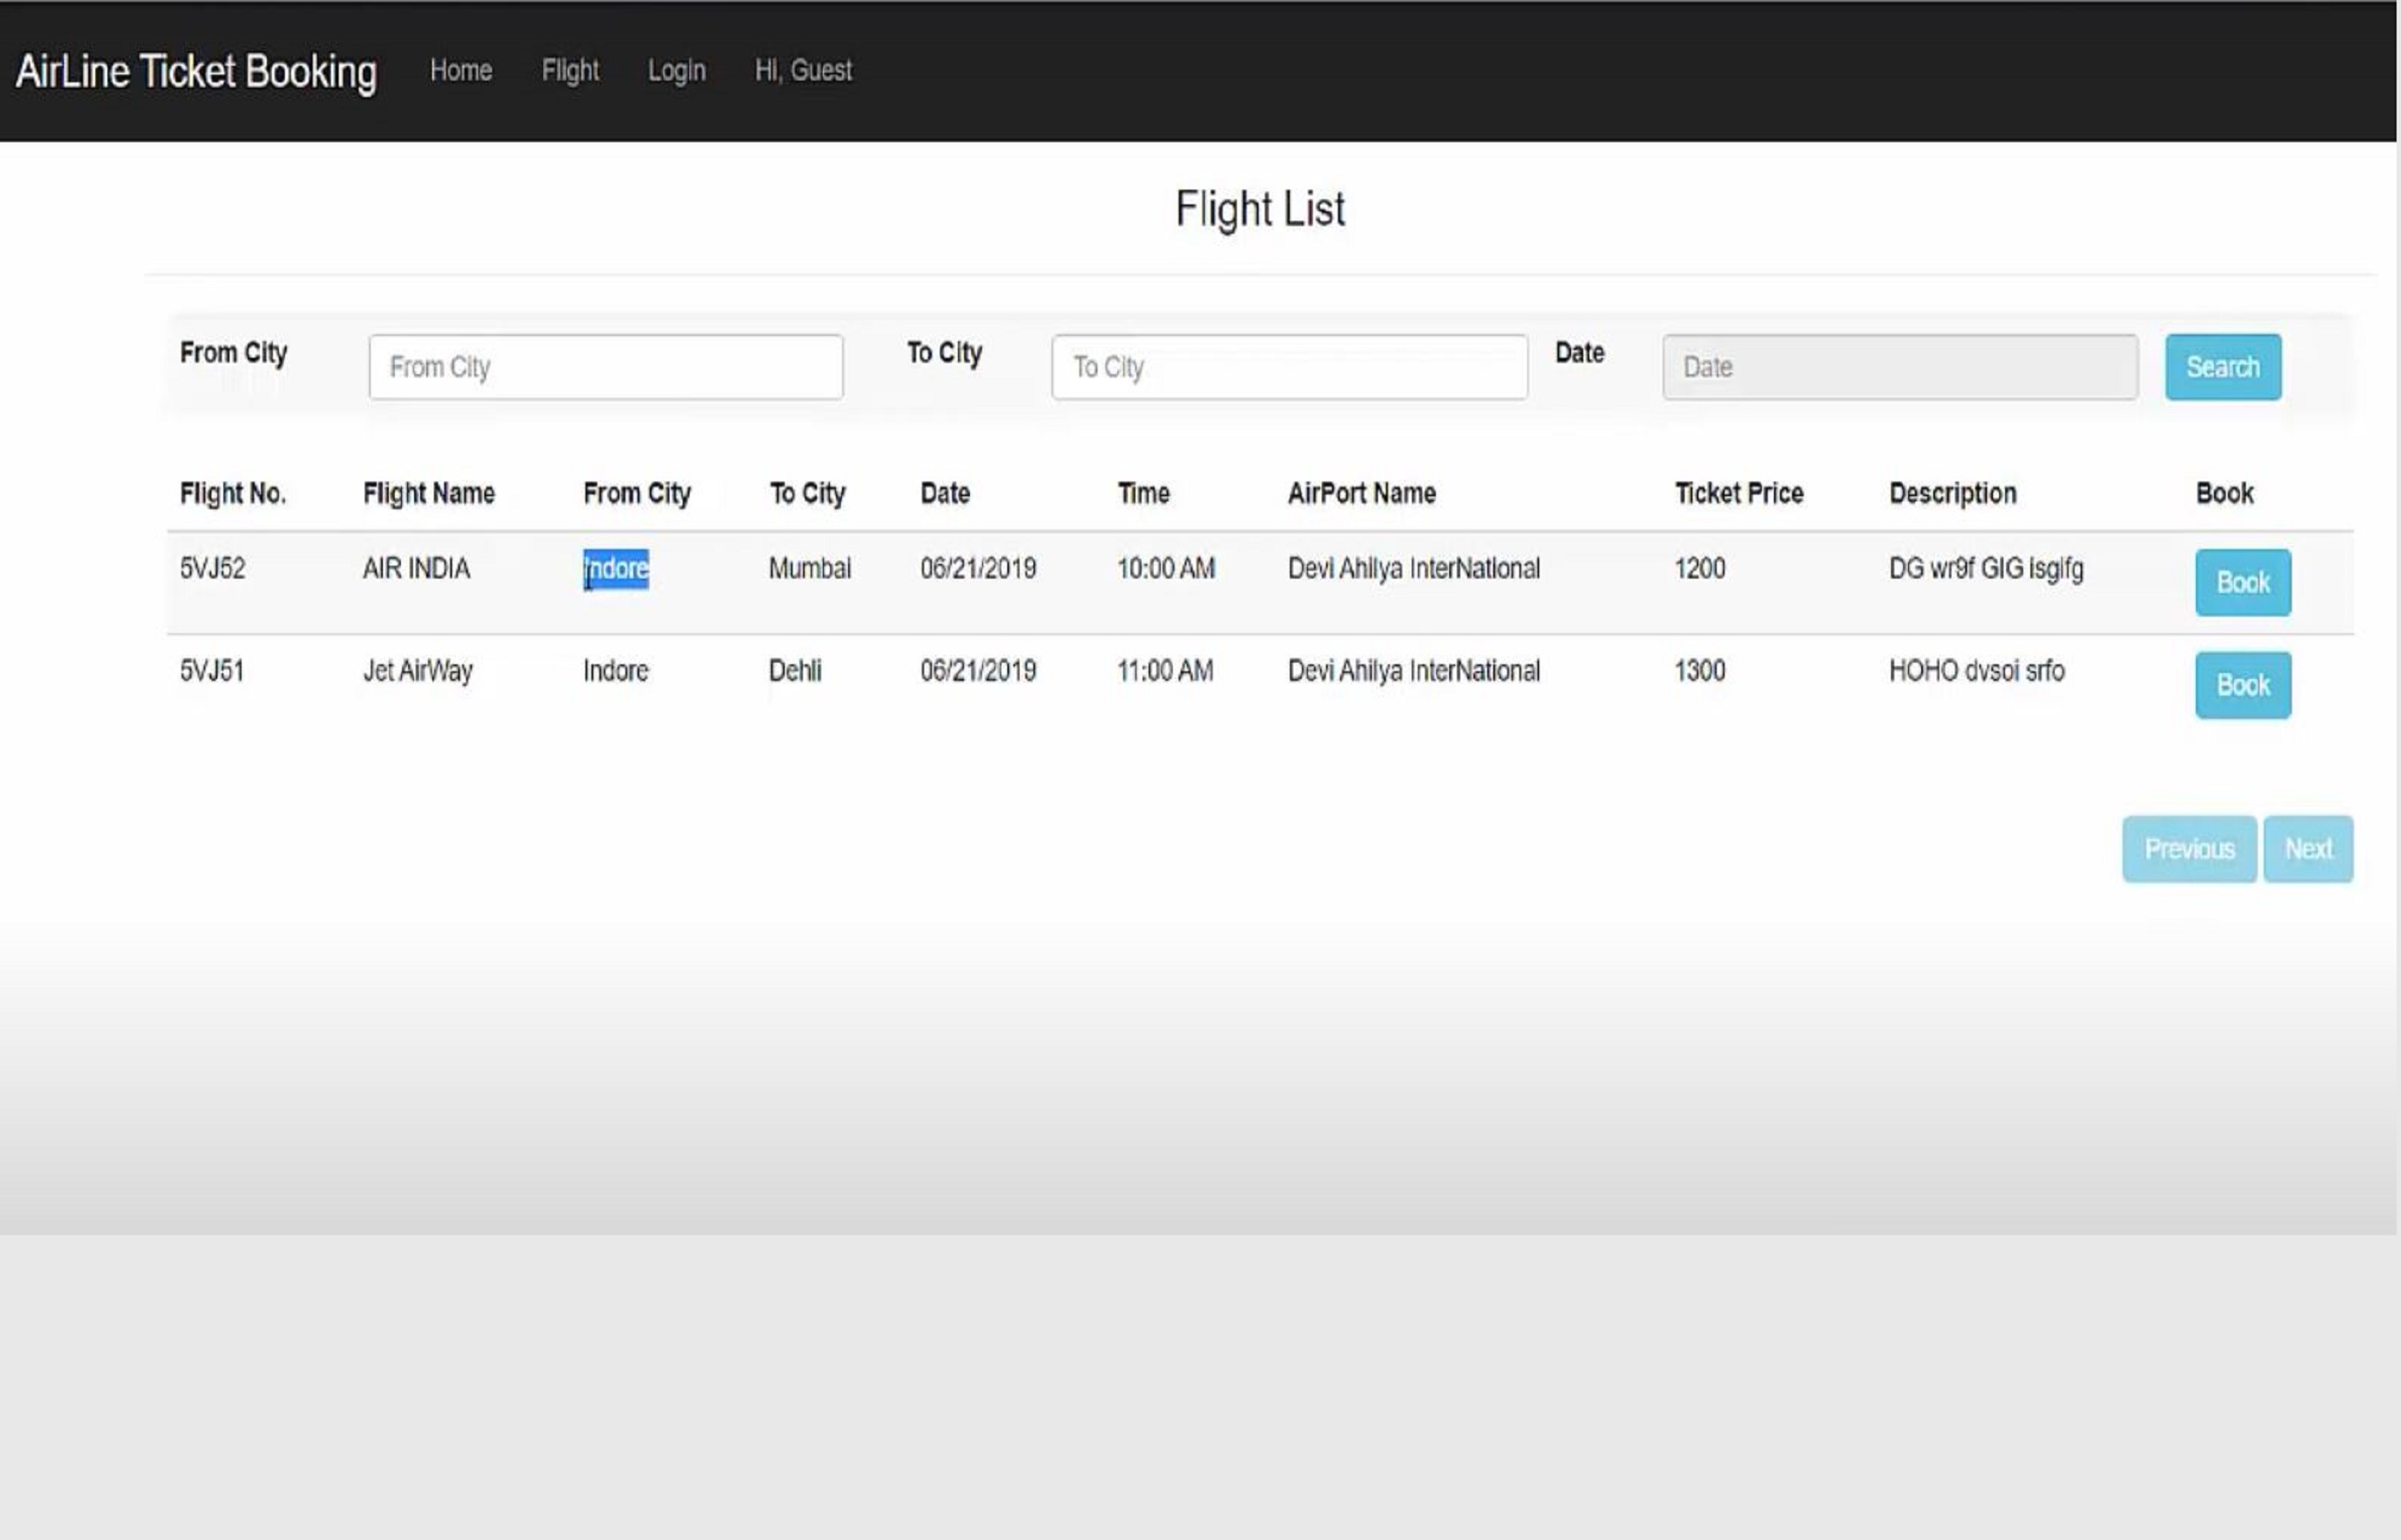 AirLine Ticket Booking Home Flight Login Hi, Guest
Flight List
From City From City To City To City Date Date Search
Flight No. Flight Name From City To City Date Time AirPort Name Ticket Price Description Book
5VJ52 AIR INDIA Indore Mumbai 06/21/2019 10:00 AM Devi Ahilya InterNational 1200 DG wr9f GIG isgifg Book
5VJ51 Jet AirWay Indore Dehli 06/21/2019 11:00 AM Devi Ahilya InterNational 1300 HOHO dvsoi srfo Book
Previous Next